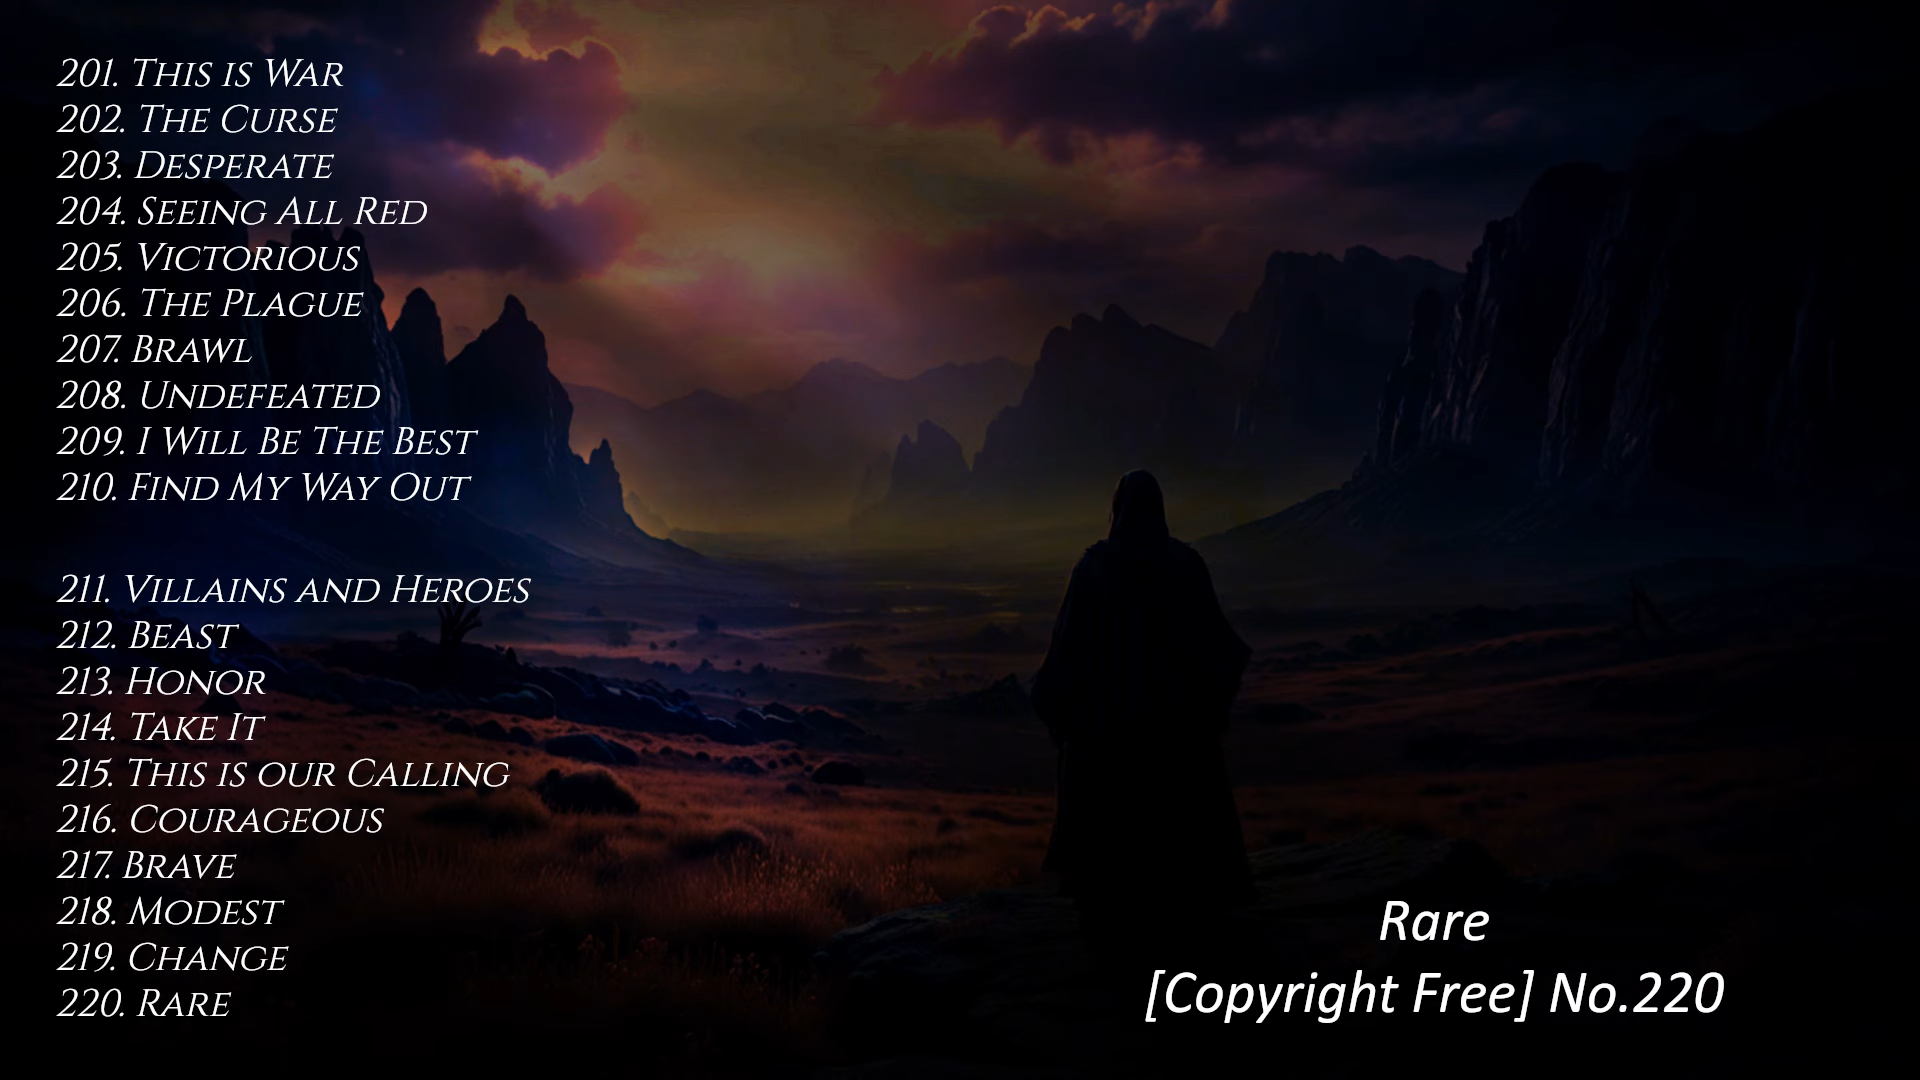 201. This is War
202. The Curse
203. Desperate
204. Seeing All Red
205. Victorious
206. The Plague
207. Brawl
208. Undefeated
209. I Will Be The Best
210. Find My Way Out
211. Villains and Heroes
212. Beast
213. Honor
214. Take It
215. This is our Calling
216. Courageous
217. Brave
218. Modest
219. Change
220. Rare
Rare
[Copyright Free] No.220